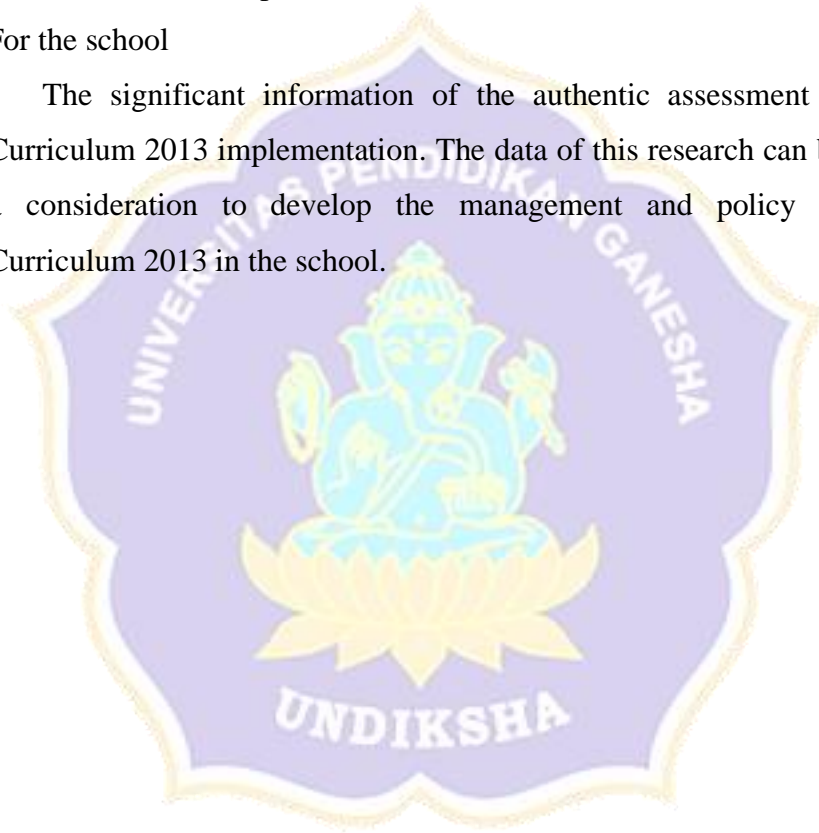 For the school
The significant information of the authentic assessment
Curriculum 2013 implementation. The data of this research can
consideration to develop the management and policy
Curriculum 2013 in the school.
UNIVERSITAS PENDIDIKAN GANESHA
UNDIKSHA